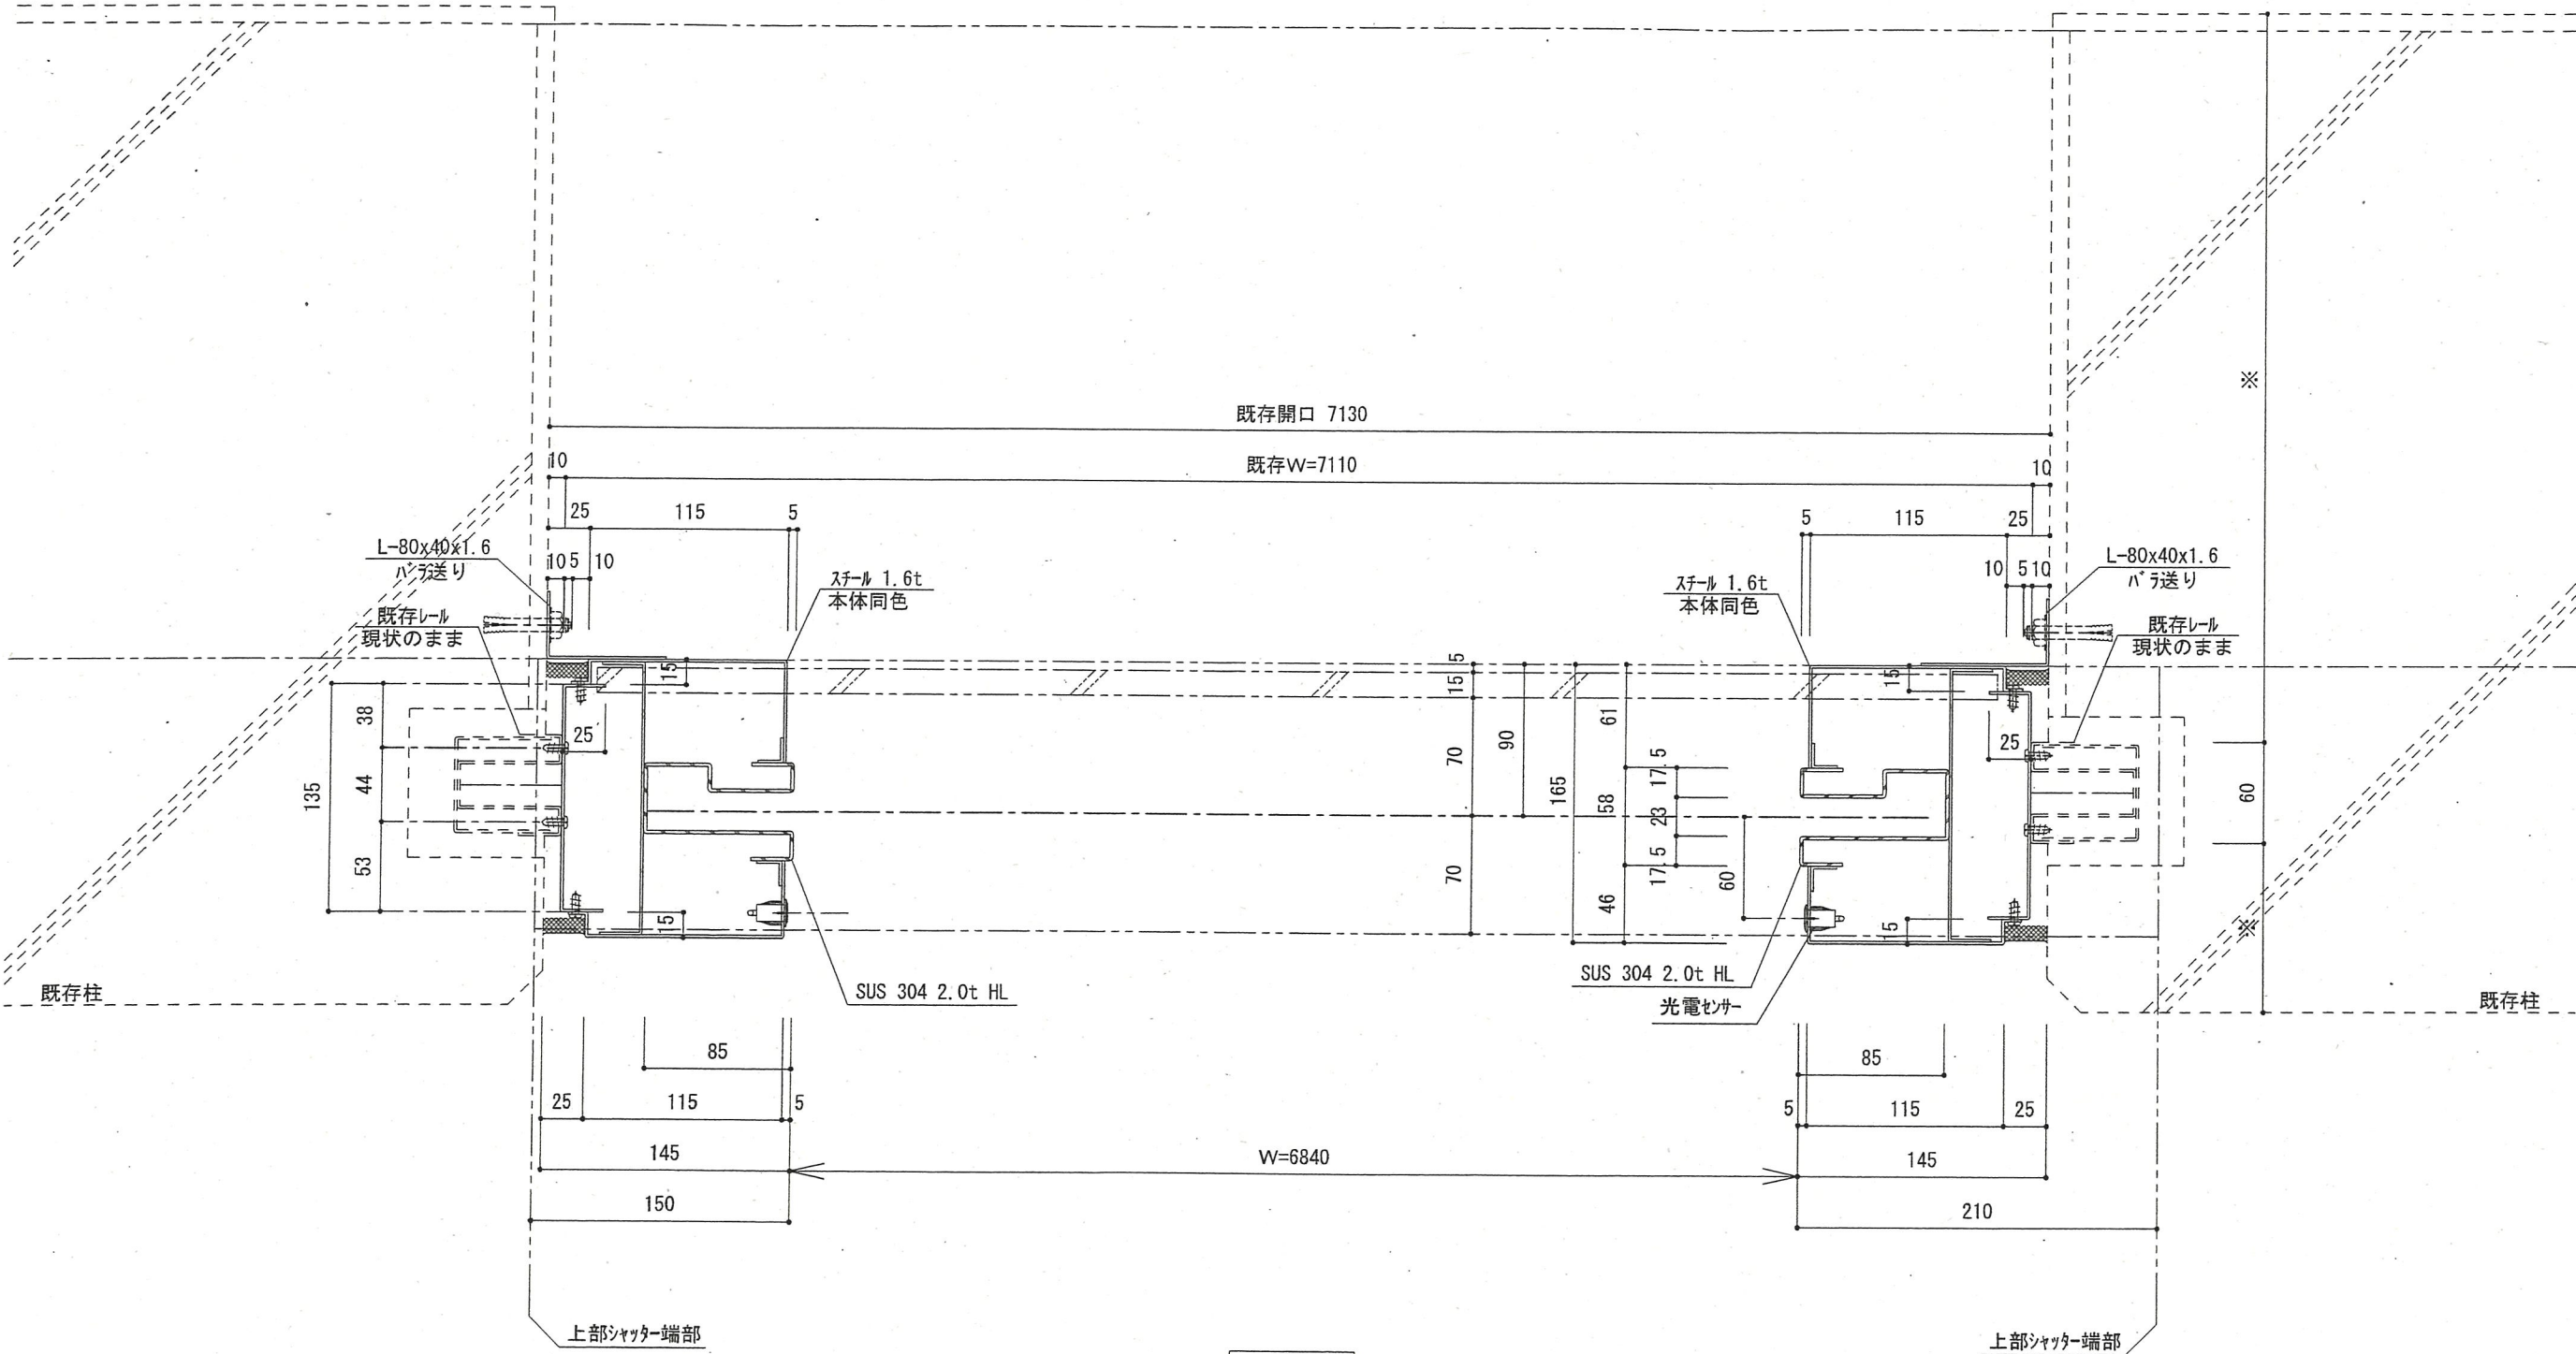 既存開口 7130
既存W=7110
10
10
25
115
5
5
115
25
L-80x40x1.6
バラ送り
10
5
10
10
5
10
L-80x40x1.6
バラ送り
スチール 1.6t
本体同色
スチール 1.6t
本体同色
既存レール
現状のまま
既存レール
現状のまま
※
15
5
15
15
38
25
61
25
44
135
70
90
165
17.5
58
23
60
53
70
17.5
60
46
15
15
※
既存柱
SUS 304 2.0t HL
SUS 304 2.0t HL
光電センサー
既存柱
85
85
25
115
5
5
115
25
145
W=6840
145
150
210
上部シャッター端部
上部シャッター端部